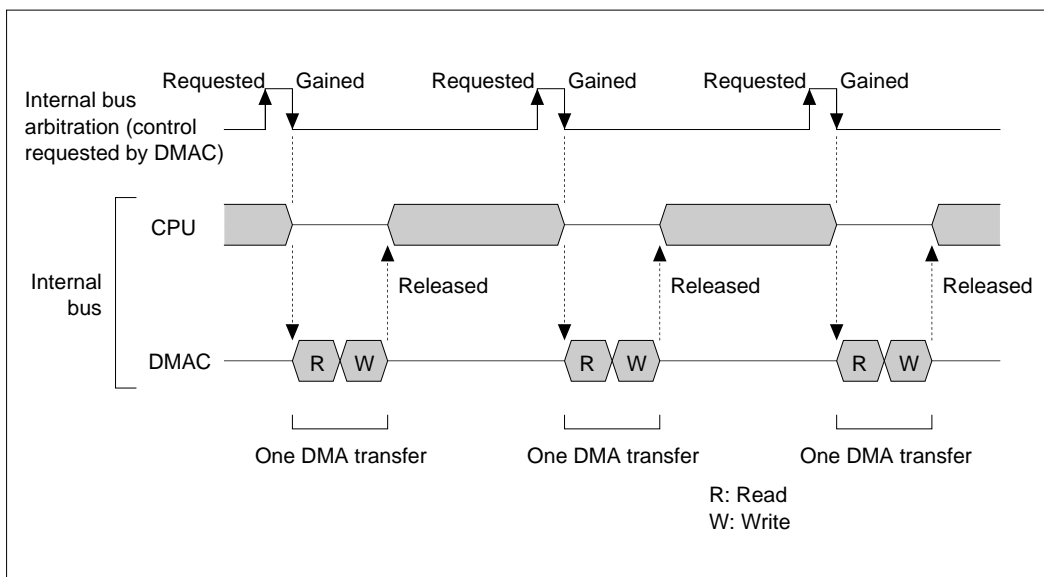 Requested Gained Requested Gained Requested Gained
Internal bus
arbitration (control
requested by DMAC)
CPU
Internal
bus
Released Released Released
DMAC R W R W R W
One DMA transfer One DMA transfer One DMA transfer
R: Read
W: Write